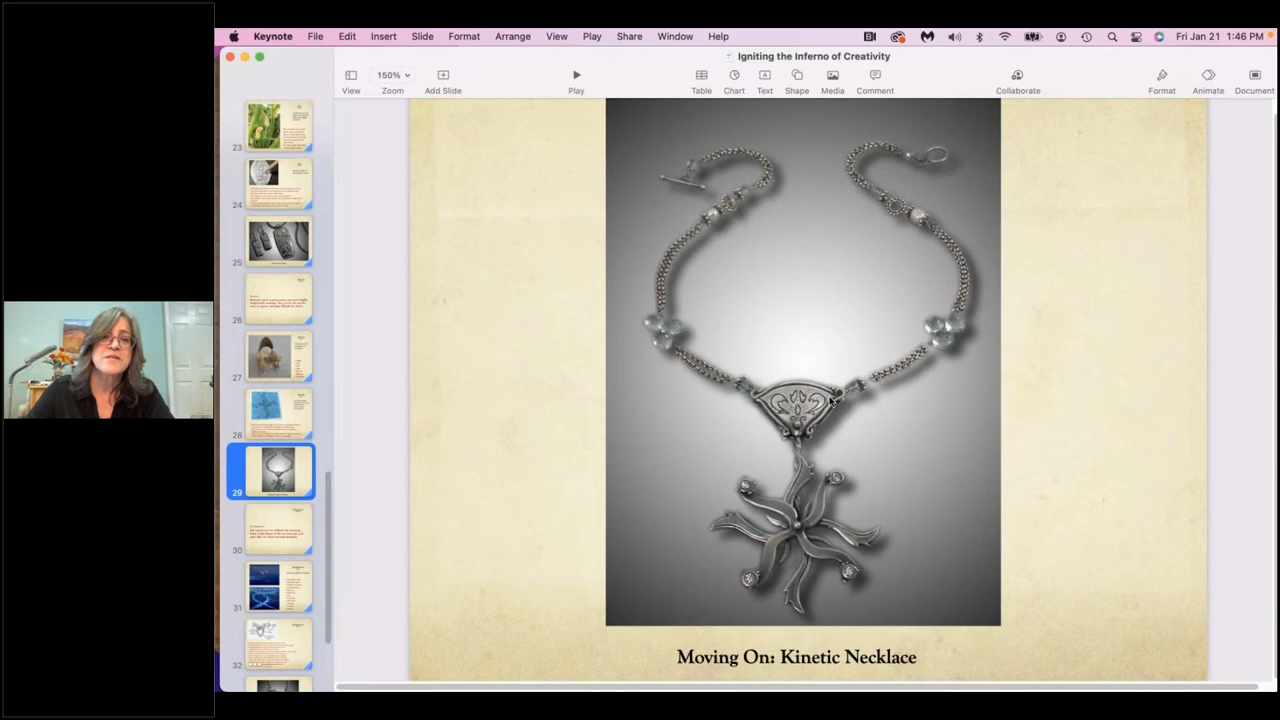 Keynote File Edit Insert Slide Format Arrange View Play Share Window Help Fri Jan 21 1:46 PM
Igniting the Inferno of Creativity
150%
View Zoom Add Slide Play Table Chart Text Shape Media Comment Collaborate Format Animate Document
23
24
25
26
27
28
29
30
31
32
Moving On: Kinetic Necklace